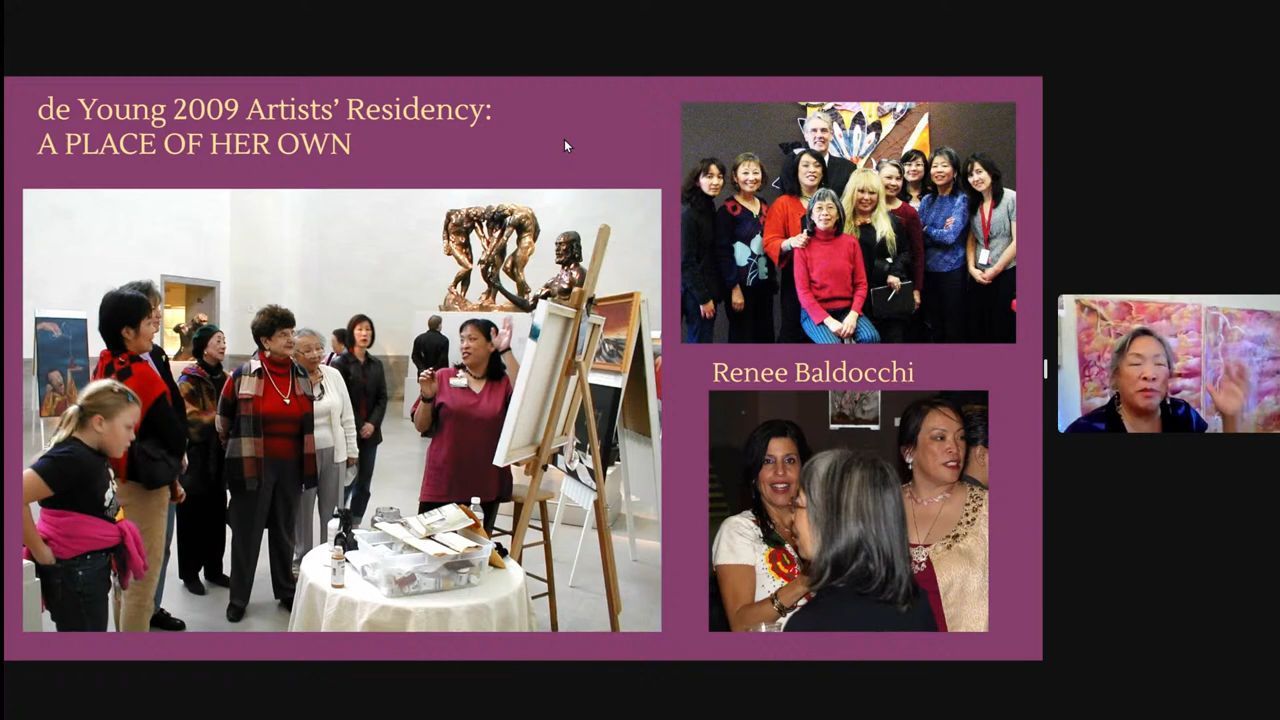 de Young 2009 Artists’ Residency:
A PLACE OF HER OWN
Renee Baldocchi